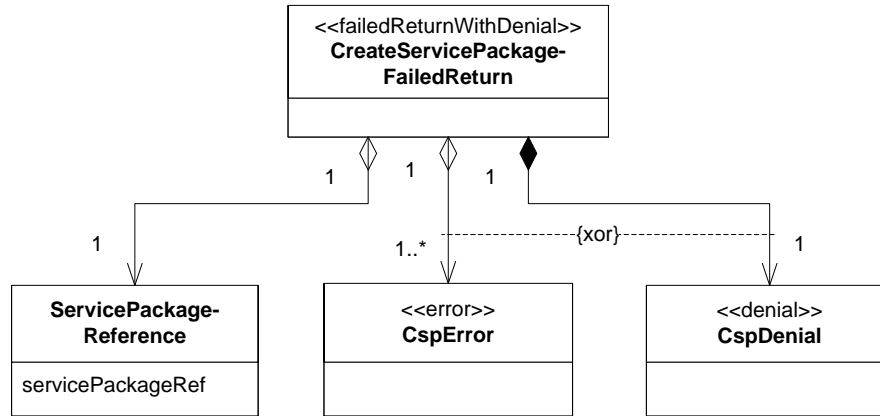 <<failedReturnWithDenial>>
CreateServicePackage-
FailedReturn
1
1
1
1
1..*
{xor}
1
ServicePackage-
Reference
servicePackageRef
<<error>>
CspError
<<denial>>
CspDenial